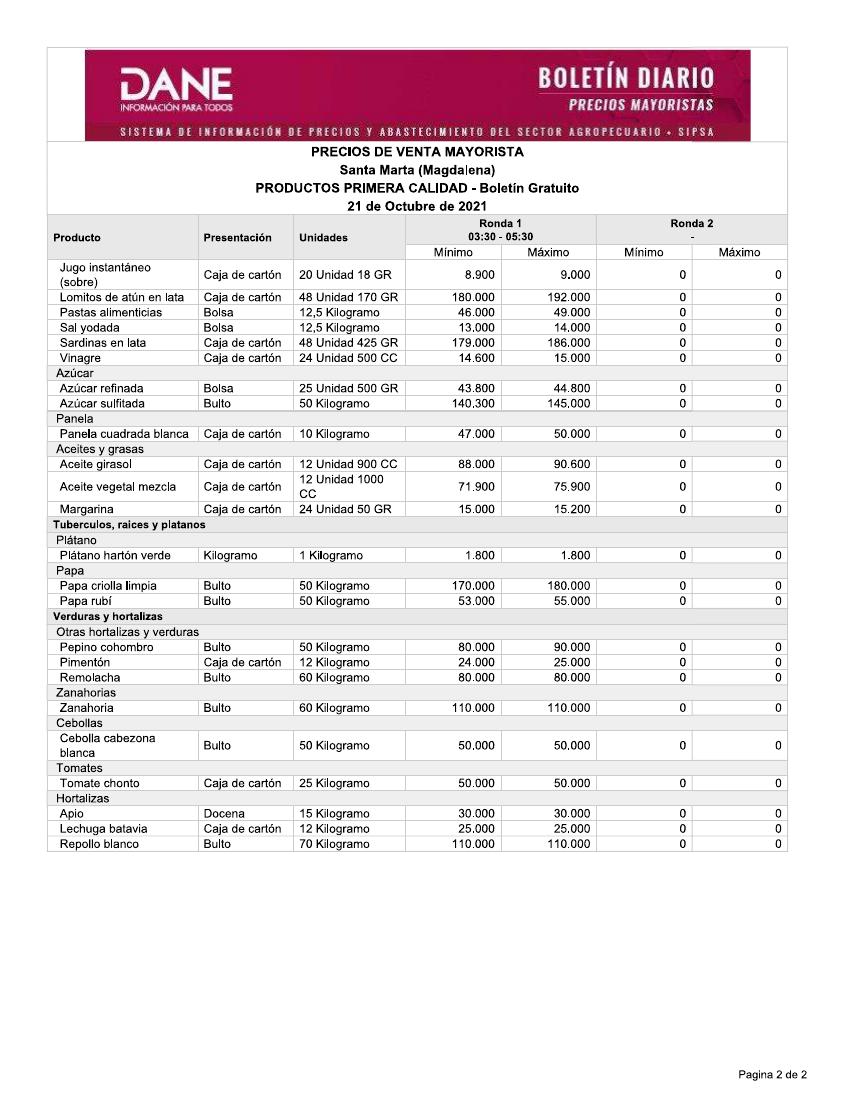 DANE
INFORMACIÓN PARA TODOS
BOLETÍN DIARIO
PRECIOS MAYORISTAS
SISTEMA DE INFORMACIÓN DE PRECIOS Y ABASTECIMIENTO DEL SECTOR AGROPECUARIO • SIPSA
PRECIOS DE VENTA MAYORISTA
Santa Marta (Magdalena)
PRODUCTOS PRIMERA CALIDAD - Boletín Gratuito
21 de Octubre de 2021
Producto Presentación Unidades Ronda 1 Ronda 2
03:30 - 05:30 -
Mínimo Máximo Mínimo Máximo
Jugo instantáneo
(sobre) Caja de cartón 20 Unidad 18 GR 8.900 9.000 0 0
Lomitos de atún en lata Caja de cartón 48 Unidad 170 GR 180.000 192.000 0 0
Pastas alimenticias Bolsa 12,5 Kilogramo 46.000 49.000 0 0
Sal yodada Bolsa 12,5 Kilogramo 13.000 14.000 0 0
Sardinas en lata Caja de cartón 48 Unidad 425 GR 179.000 186.000 0 0
Vinagre Caja de cartón 24 Unidad 500 CC 14.600 15.000 0 0
Azúcar
Azúcar refinada Bolsa 25 Unidad 500 GR 43.800 44.800 0 0
Azúcar sulfitada Bulto 50 Kilogramo 140.300 145.000 0 0
Panela
Panela cuadrada blanca Caja de cartón 10 Kilogramo 47.000 50.000 0 0
Aceites y grasas
Aceite girasol Caja de cartón 12 Unidad 900 CC 88.000 90.600 0 0
Aceite vegetal mezcla Caja de cartón 12 Unidad 1000
CC 71.900 75.900 0 0
Margarina Caja de cartón 24 Unidad 50 GR 15.000 15.200 0 0
Tuberculos, raices y platanos
Plátano
Plátano hartón verde Kilogramo 1 Kilogramo 1.800 1.800 0 0
Papa
Papa criolla limpia Bulto 50 Kilogramo 170.000 180.000 0 0
Papa rubí Bulto 50 Kilogramo 53.000 55.000 0 0
Verduras y hortalizas
Otras hortalizas y verduras
Pepino cohombro Bulto 50 Kilogramo 80.000 90.000 0 0
Pimentón Caja de cartón 12 Kilogramo 24.000 25.000 0 0
Remolacha Bulto 60 Kilogramo 80.000 80.000 0 0
Zanahorias
Zanahoria Bulto 60 Kilogramo 110.000 110.000 0 0
Cebollas
Cebolla cabezona
blanca Bulto 50 Kilogramo 50.000 50.000 0 0
Tomates
Tomate chonto Caja de cartón 25 Kilogramo 50.000 50.000 0 0
Hortalizas
Apio Docena 15 Kilogramo 30.000 30.000 0 0
Lechuga batavia Caja de cartón 12 Kilogramo 25.000 25.000 0 0
Repollo blanco Bulto 70 Kilogramo 110.000 110.000 0 0
Pagina 2 de 2